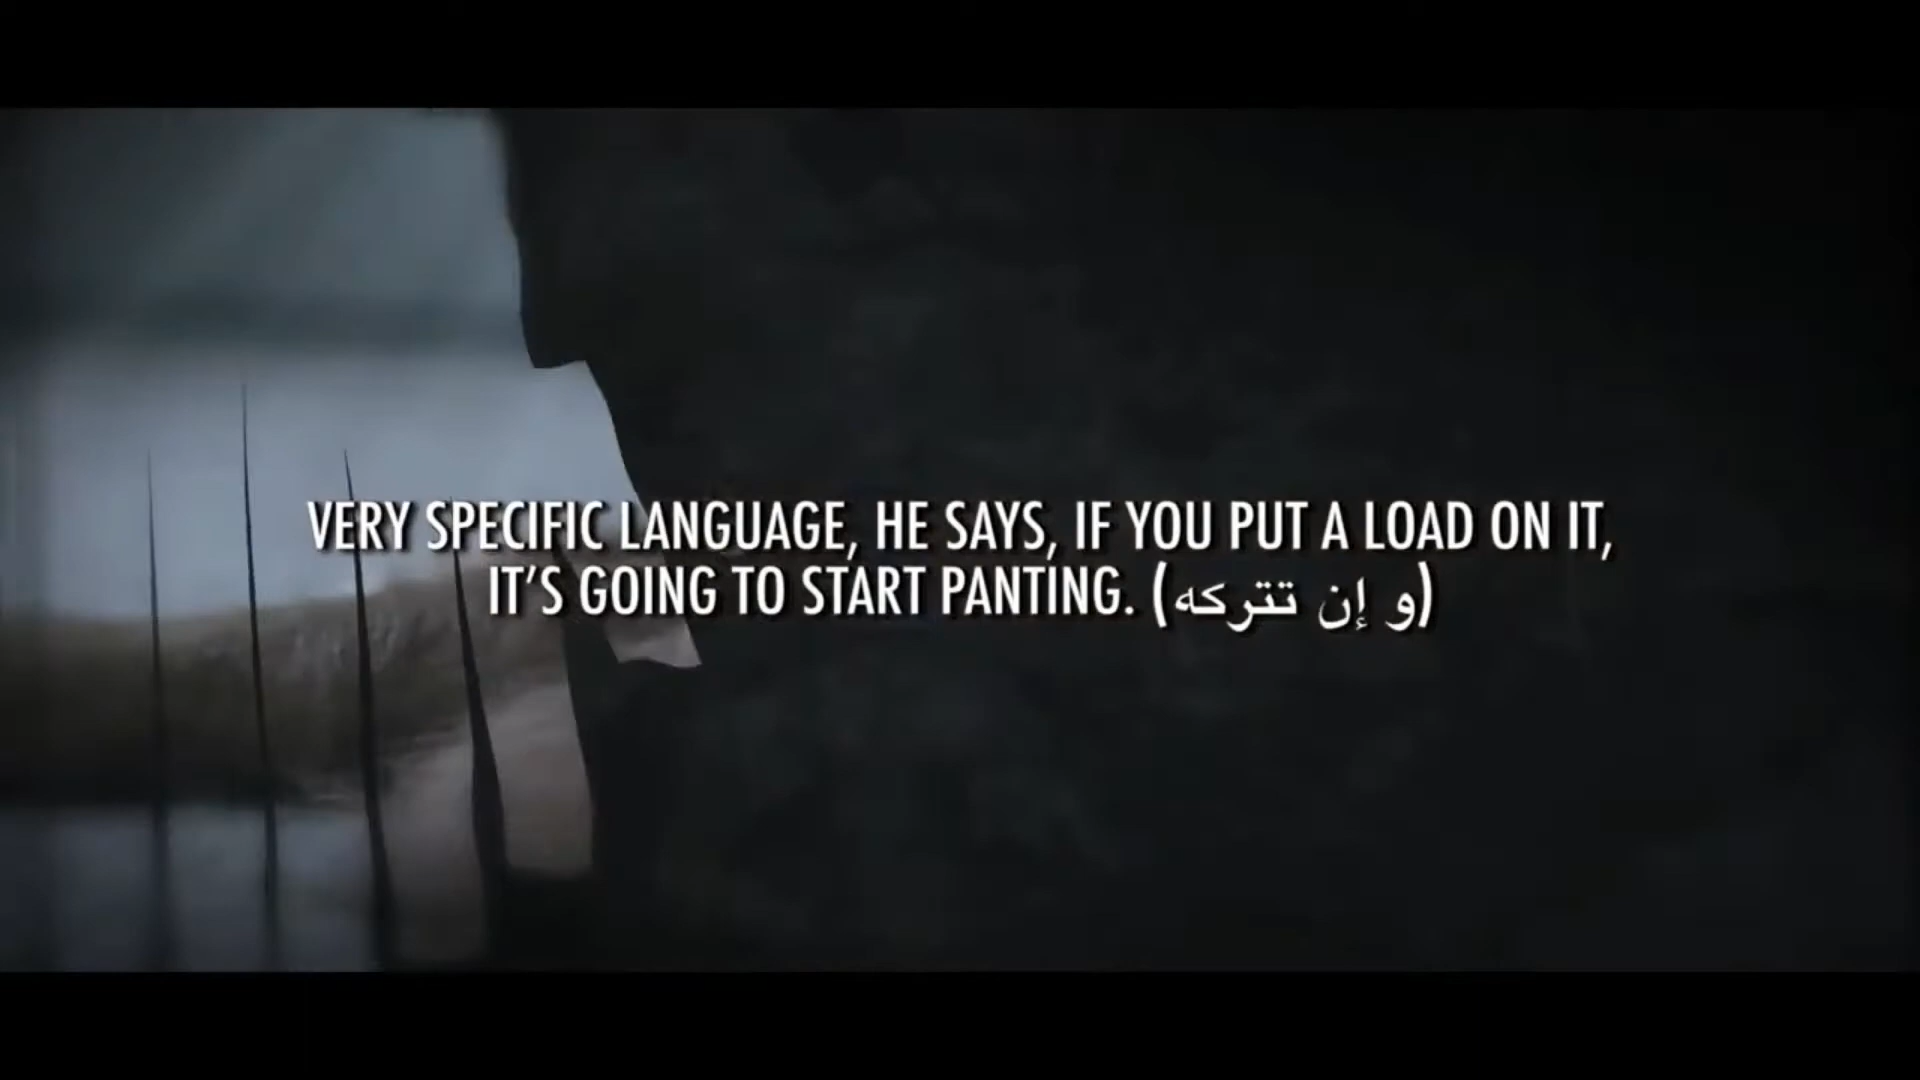 VERY SPECIFIC LANGUAGE, HE SAYS, IF YOU PUT A LOAD ON IT,
IT’S GOING TO START PANTING. (و إن تتركه)